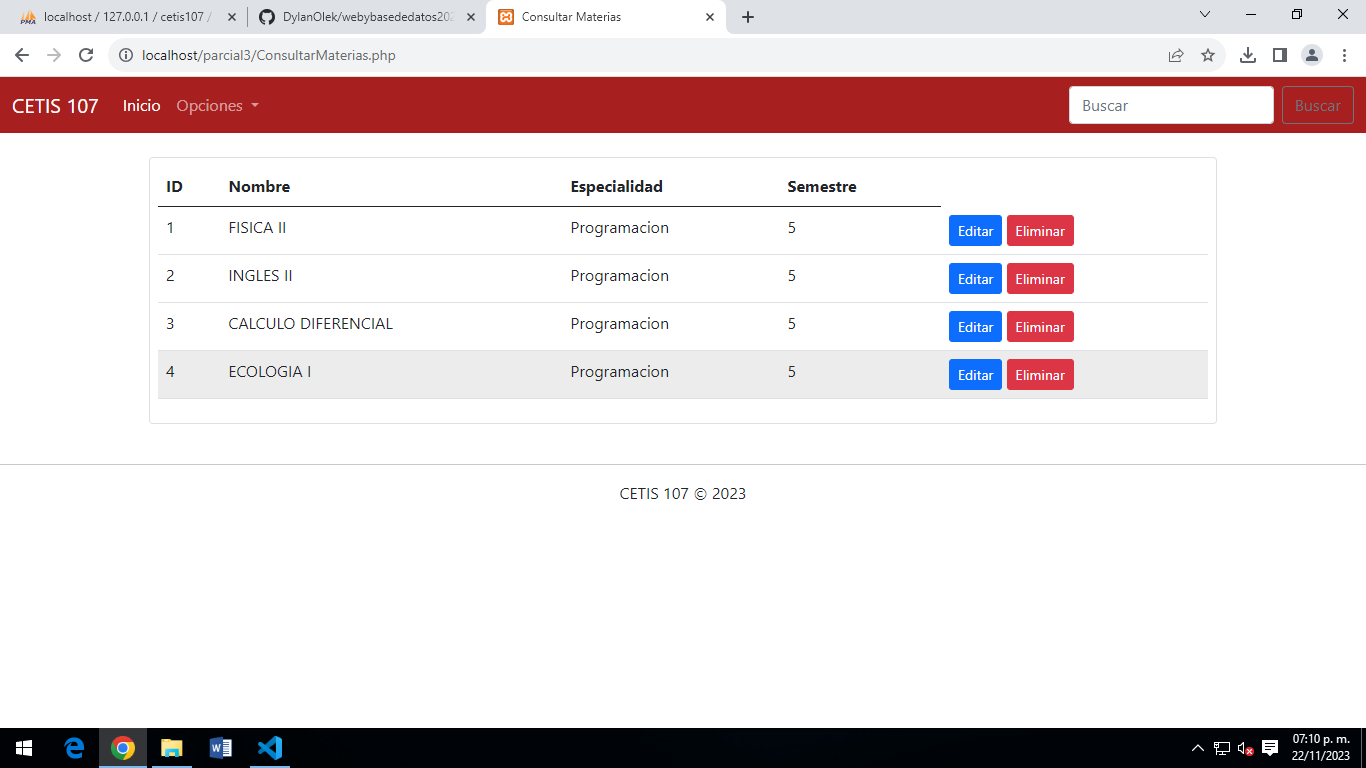 localhost / 127.0.0.1 / cetis107 /
DylanOlek/webybasededatos202
Consultar Materias
localhost/parcial3/ConsultarMaterias.php
CETIS 107 Inicio Opciones Buscar Buscar
ID Nombre Especialidad Semestre
1 FISICA II Programacion 5 Editar Eliminar
2 INGLES II Programacion 5 Editar Eliminar
3 CALCULO DIFERENCIAL Programacion 5 Editar Eliminar
4 ECOLOGIA I Programacion 5 Editar Eliminar
CETIS 107 © 2023
07:10 p. m.
22/11/2023